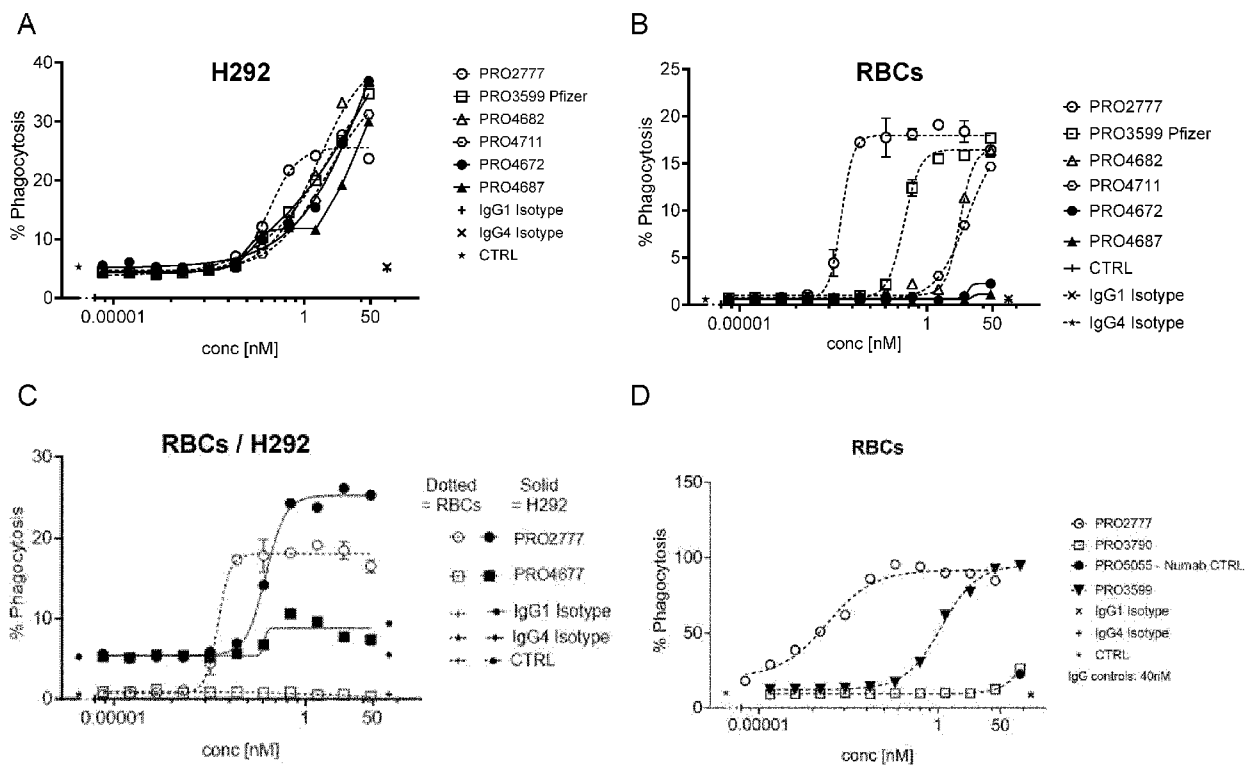 A
H292
% Phagocytosis
40
30
20
10
0
0.00001
1
50
conc [nM]
PRO2777
PRO3599 Pfizer
PRO4682
PRO4711
PRO4672
PRO4687
IgG1 Isotype
IgG4 Isotype
CTRL
B
RBCs
% Phagocytosis
25
20
15
10
5
0
0.00001
1
50
conc [nM]
PRO2777
PRO3599 Pfizer
PRO4682
PRO4711
PRO4672
PRO4687
CTRL
IgG1 Isotype
IgG4 Isotype
C
RBCs / H292
% Phagocytosis
30
20
10
0
0.00001
1
50
conc [nM]
Dotted Solid
= RBCs = H292
PRO2777
PRO4677
IgG1 Isotype
IgG4 Isotype
CTRL
D
RBCs
% Phagocytosis
150
100
50
0
0.00001
1
50
conc [nM]
PRO2777
PRO3790
PRO5055 - Numab CTRL
PRO3599
IgG1 Isotype
IgG4 Isotype
CTRL
IgG controls: 40nM